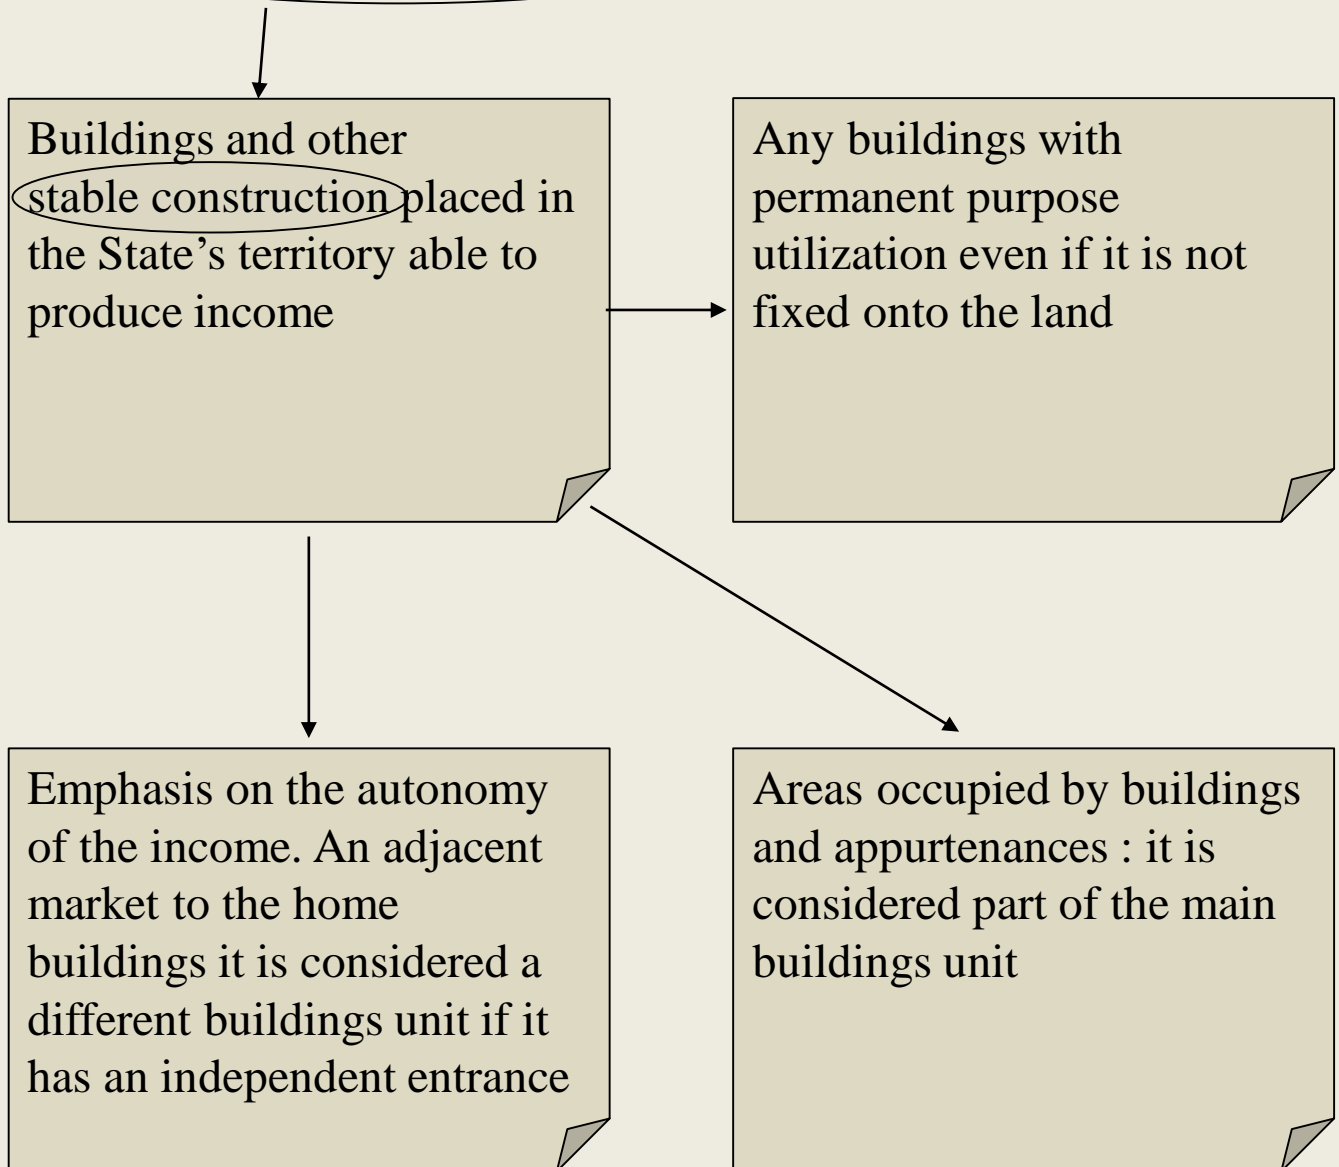 Buildings and other
stable construction placed in
the State’s territory able to
produce income
Any buildings with
permanent purpose
utilization even if it is not
fixed onto the land
Emphasis on the autonomy
of the income. An adjacent
market to the home
buildings it is considered a
different buildings unit if it
has an independent entrance
Areas occupied by buildings
and appurtenances : it is
considered part of the main
buildings unit